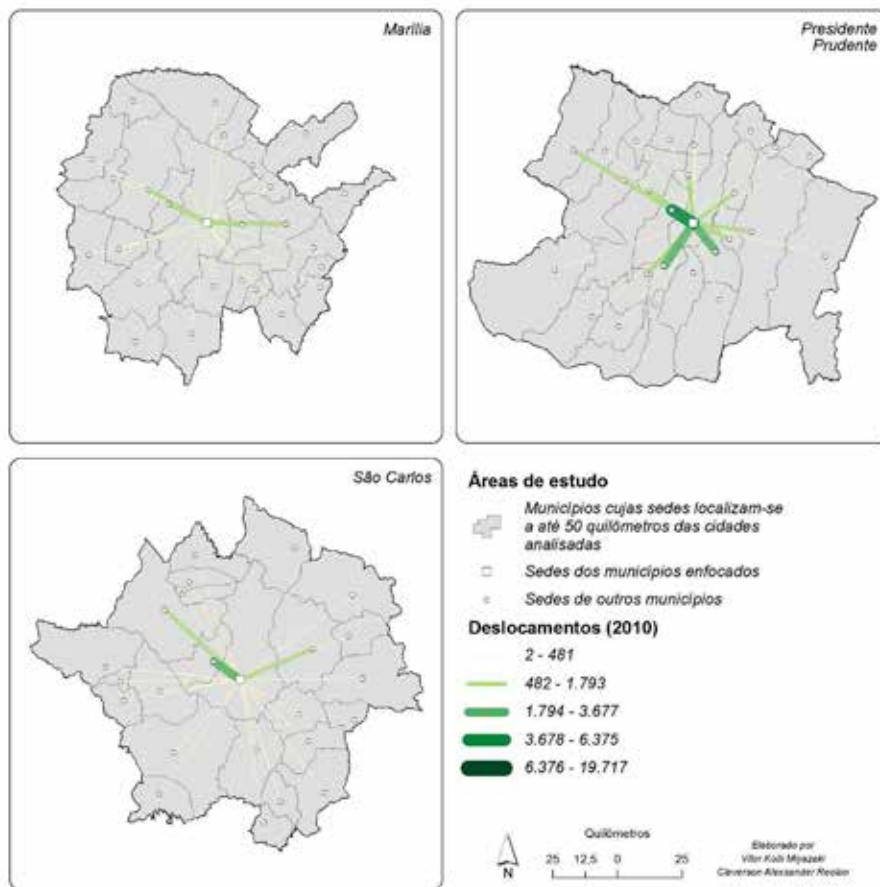 Marília
Presidente
Prudente
São Carlos
Áreas de estudo
Municípios cujas sedes localizam-se
a até 50 quilômetros das cidades
analisadas
Sedes dos municípios enfocados
Sedes de outros municípios
Deslocamentos (2010)
2 - 481
482 - 1.793
1.794 - 3.677
3.678 - 6.375
6.376 - 19.717
N
Quilômetros
25 12,5 0 25
Elaborado por
Vitor Koiti Miyazaki
Cleverson Alexsander Reolon